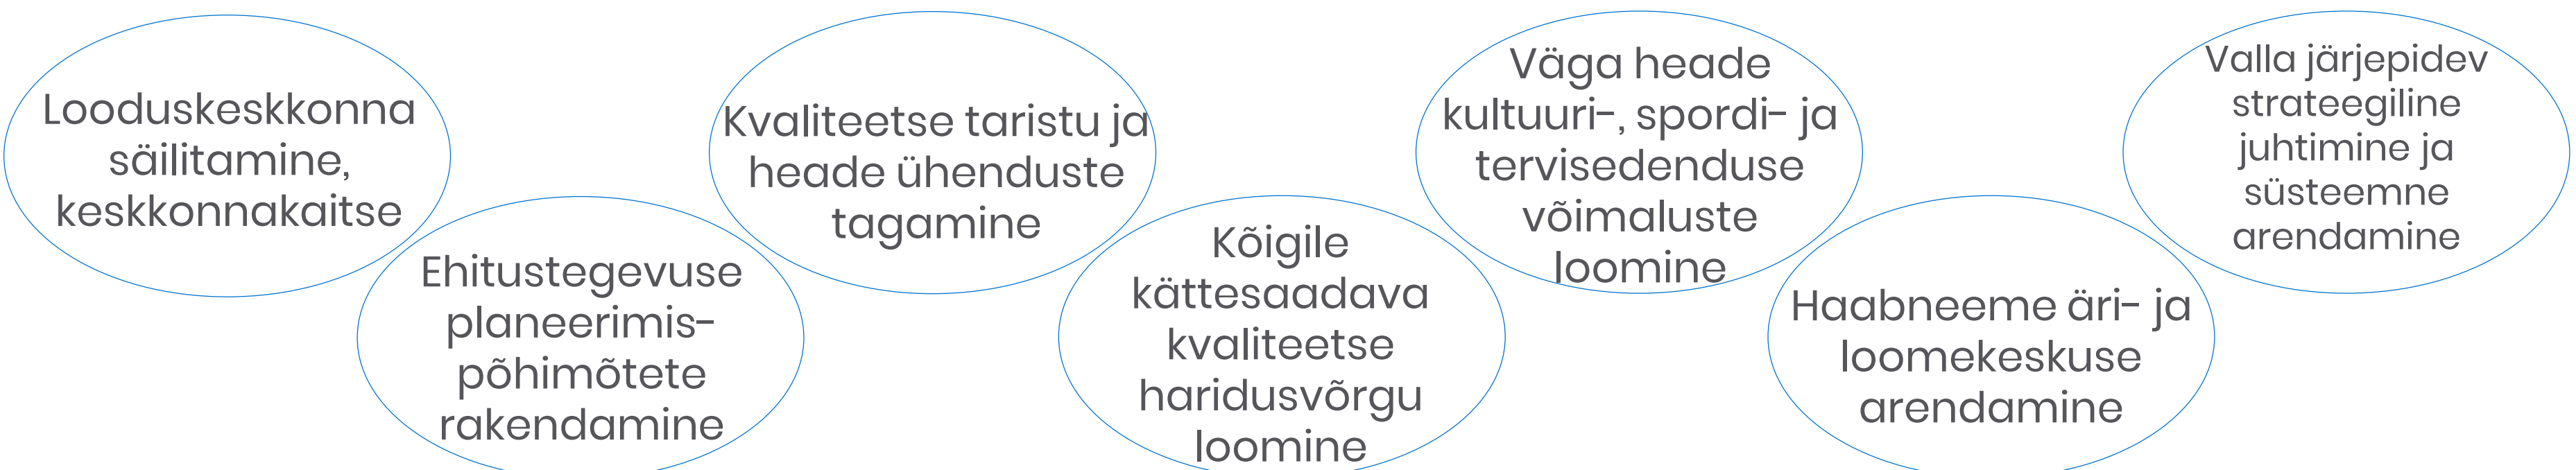 Looduskeskkonna
säilitamine,
keskkonnakaitse
Ehitustegevuse
planeerimis-
põhimõtete
rakendamine
Kvaliteetse taristu ja
heade ühenduste
tagamine
Kõigile
kättesaadava
kvaliteetse
haridusvõrgu
loomine
Väga heade
kultuuri-, spordi- ja
tervisedenduse
võimaluste
loomine
Haabneeme äri- ja
loomekeskuse
arendamine
Valla järjepidev
strateegiline
juhtimine ja
süsteemne
arendamine